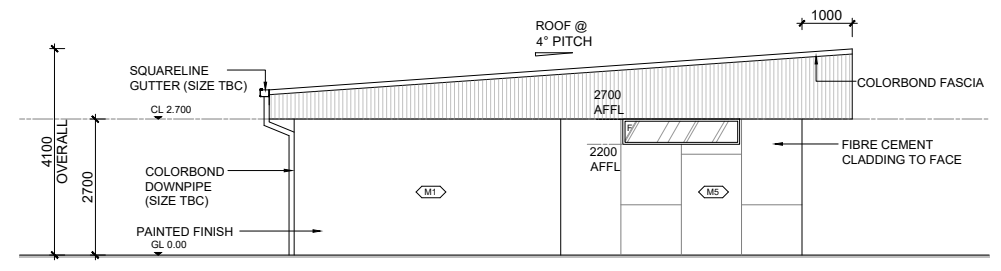 ROOF @
4° PITCH
1000
SQUARELINE
GUTTER (SIZE TBC)
COLORBOND FASCIA
2700
AFFL
CL 2.700
4100
OVERALL
2700
F
2200
AFFL
FIBRE CEMENT
CLADDING TO FACE
COLORBOND
DOWNPIPE
(SIZE TBC)
M1
M5
PAINTED FINISH
GL 0.00